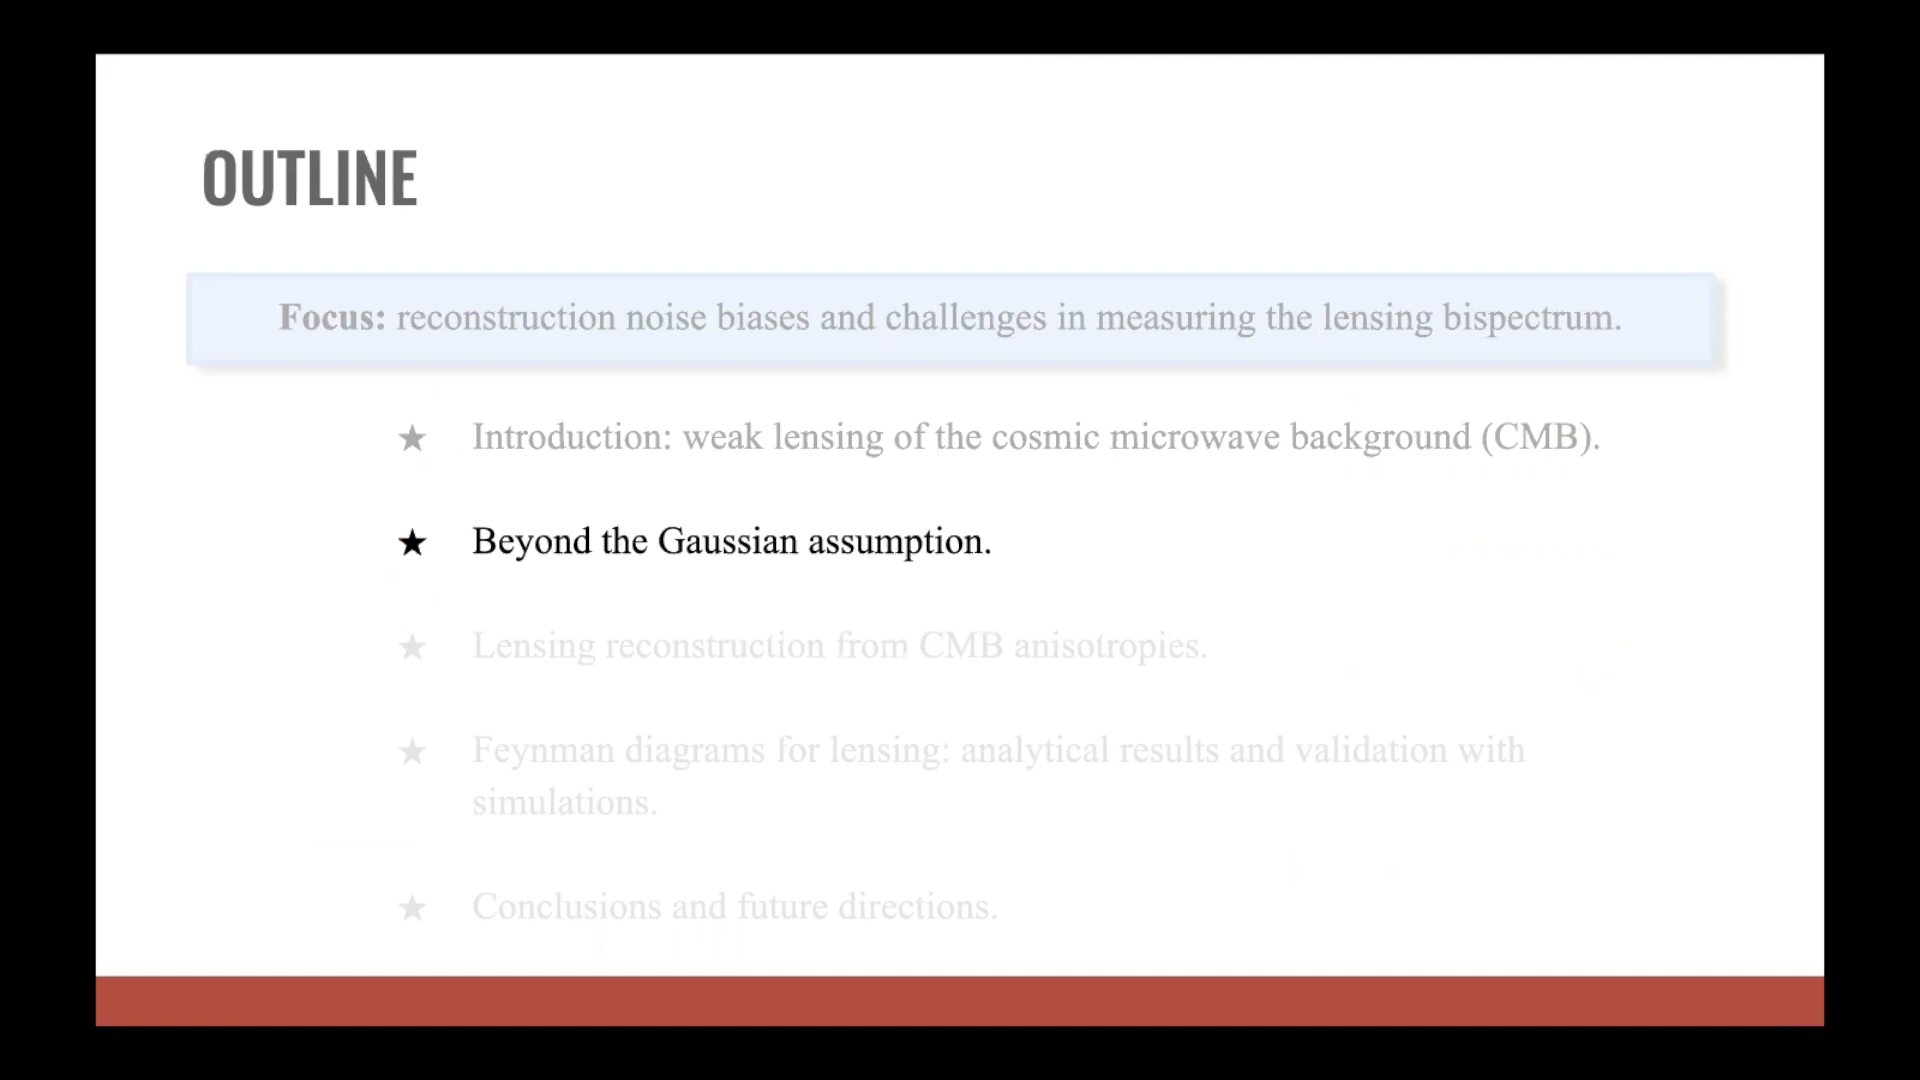 OUTLINE
Focus: reconstruction noise biases and challenges in measuring the lensing bispectrum.
★ Introduction: weak lensing of the cosmic microwave background (CMB).
★ Beyond the Gaussian assumption.
★ Lensing reconstruction from CMB anisotropies.
★ Feynman diagrams for lensing: analytical results and validation with
simulations.
★ Conclusions and future directions.